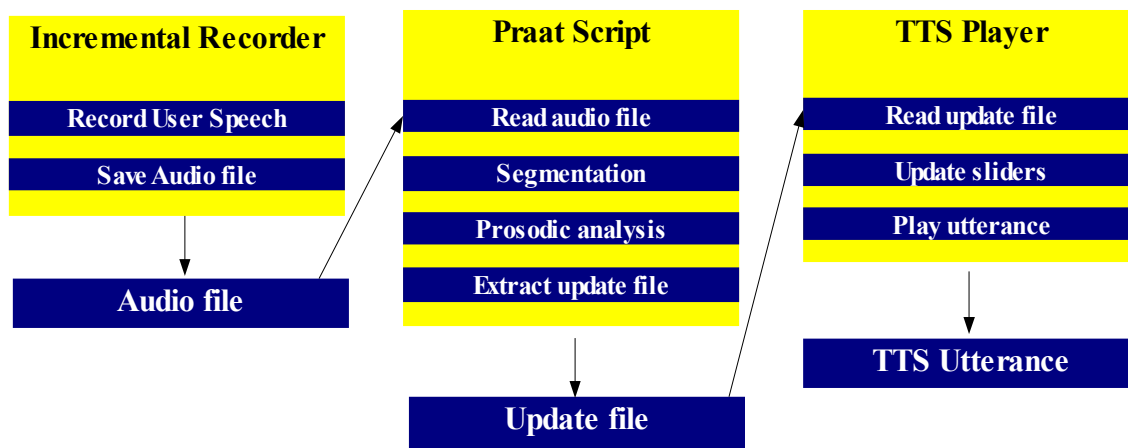 Incremental Recorder
Record User Speech
Save Audio file
Audio file
Praat Script
Read audio file
Segmentation
Prosodic analysis
Extract update file
Update file
TTS Player
Read update file
Update sliders
Play utterance
TTS Utterance